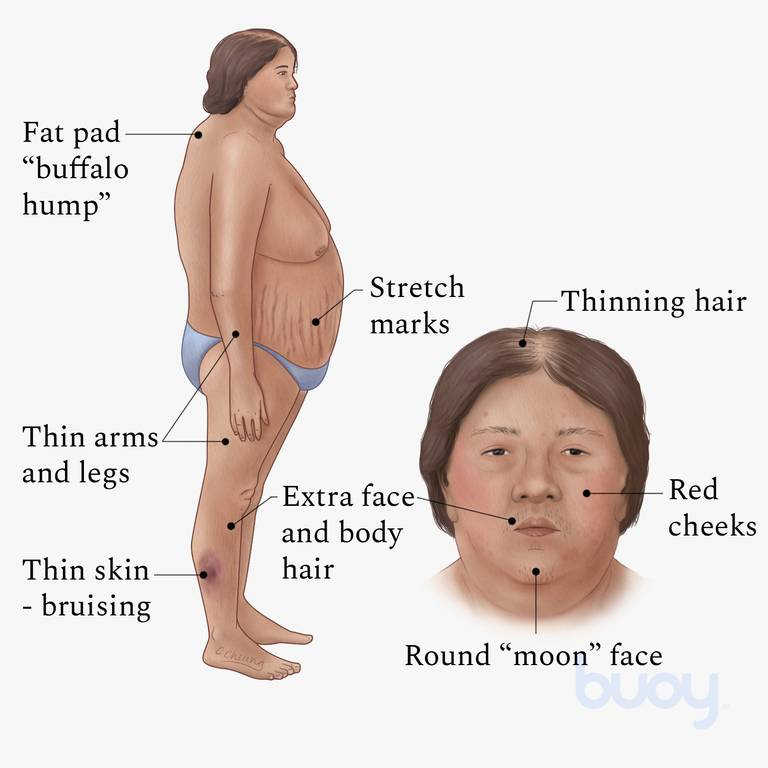 Fat pad
“buffalo
hump”
Stretch
marks
Thinning hair
Thin arms
and legs
Extra face
and body
hair
Red
cheeks
Thin skin
- bruising
Round “moon” face
C Cheung
buoy